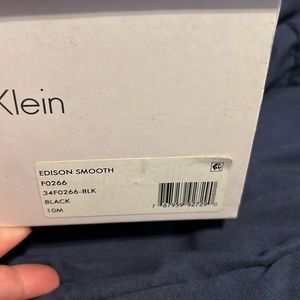 Klein
EDISON SMOOTH
F0266
34F0266-BLK
BLACK
10M